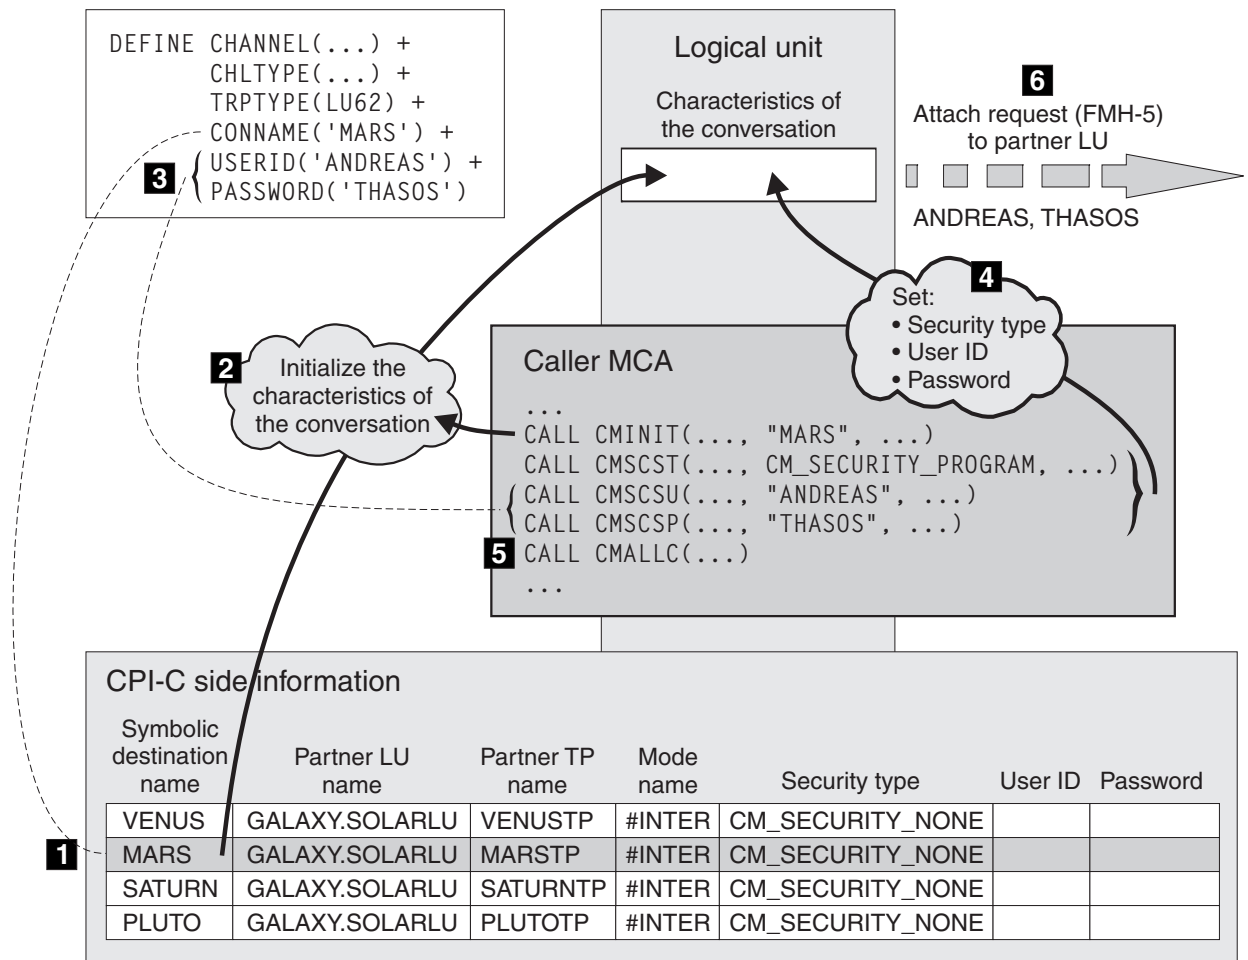 DEFINE CHANNEL(...) +
CHLTYPE(...) +
TRPTYPE(LU62) +
CONNAME('MARS') +
3
USERID('ANDREAS') +
PASSWORD('THASOS')
Logical unit
Characteristics of
the conversation
6
Attach request (FMH-5)
to partner LU
ANDREAS, THASOS
4
Set:
• Security type
• User ID
• Password
2
Initialize the
characteristics of
the conversation
Caller MCA
...
CALL CMINIT(..., "MARS", ...)
CALL CMSCST(..., CM_SECURITY_PROGRAM, ...)
CALL CMSCSU(..., "ANDREAS", ...)
CALL CMSCSP(..., "THASOS", ...)
5 CALL CMALLC(...)
...
CPI-C side information
Symbolic
destination
name
Partner LU
name
Partner TP
name
Mode
name
Security type
User ID
Password
VENUS GALAXY.SOLARLU VENUSTP #INTER CM_SECURITY_NONE
1 MARS GALAXY.SOLARLU MARSTP #INTER CM_SECURITY_NONE
SATURN GALAXY.SOLARLU SATURNTP #INTER CM_SECURITY_NONE
PLUTO GALAXY.SOLARLU PLUTOTP #INTER CM_SECURITY_NONE